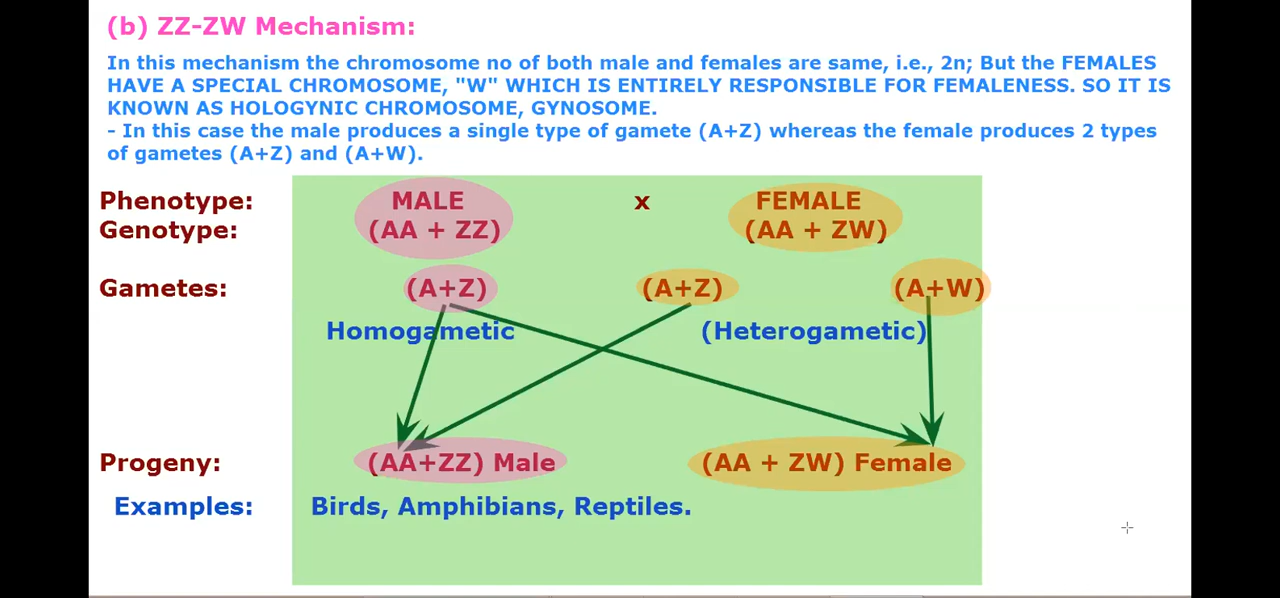 (b) ZZ-ZW Mechanism:
In this mechanism the chromosome no of both male and females are same, i.e., 2n; But the FEMALES
HAVE A SPECIAL CHROMOSOME, "W" WHICH IS ENTIRELY RESPONSIBLE FOR FEMALENESS. SO IT IS
KNOWN AS HOLOGYNIC CHROMOSOME, GYNOSOME.
- In this case the male produces a single type of gamete (A+Z) whereas the female produces 2 types
of gametes (A+Z) and (A+W).
Phenotype: MALE x FEMALE
Genotype: (AA + ZZ) (AA + ZW)
Gametes: (A+Z) (A+Z) (A+W)
Homogametic (Heterogametic)
Progeny: (AA+ZZ) Male (AA + ZW) Female
Examples: Birds, Amphibians, Reptiles.